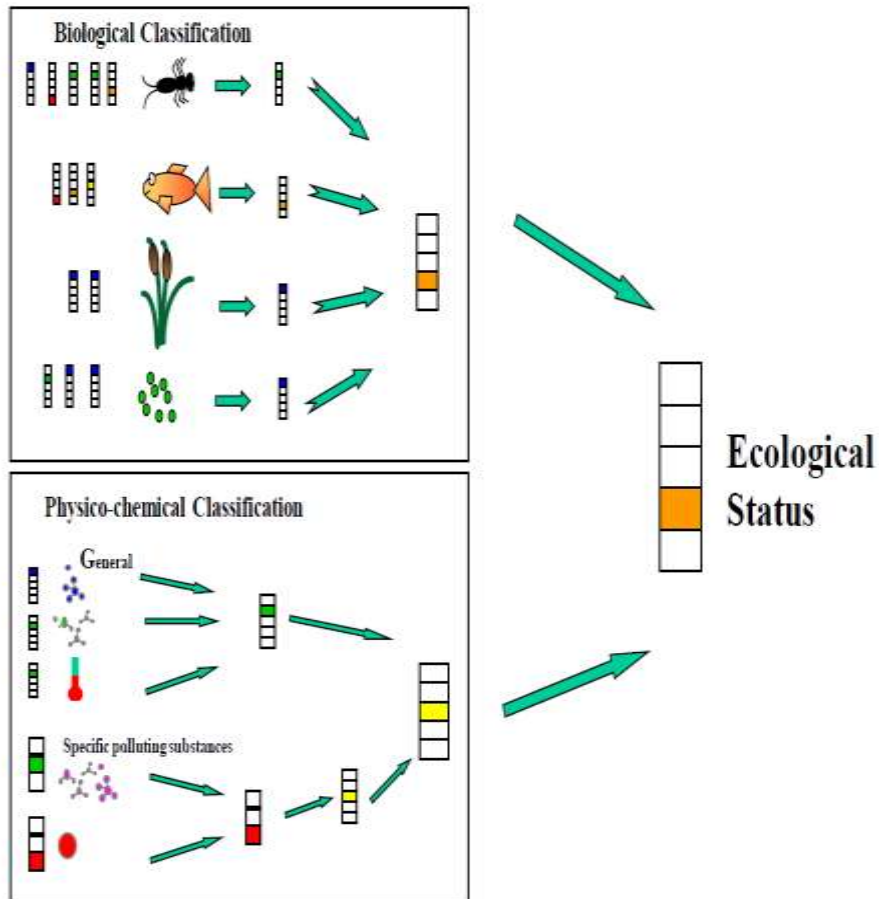 Biological Classification
Ecological
Status
Physico-chemical Classification
General
Specific polluting substances